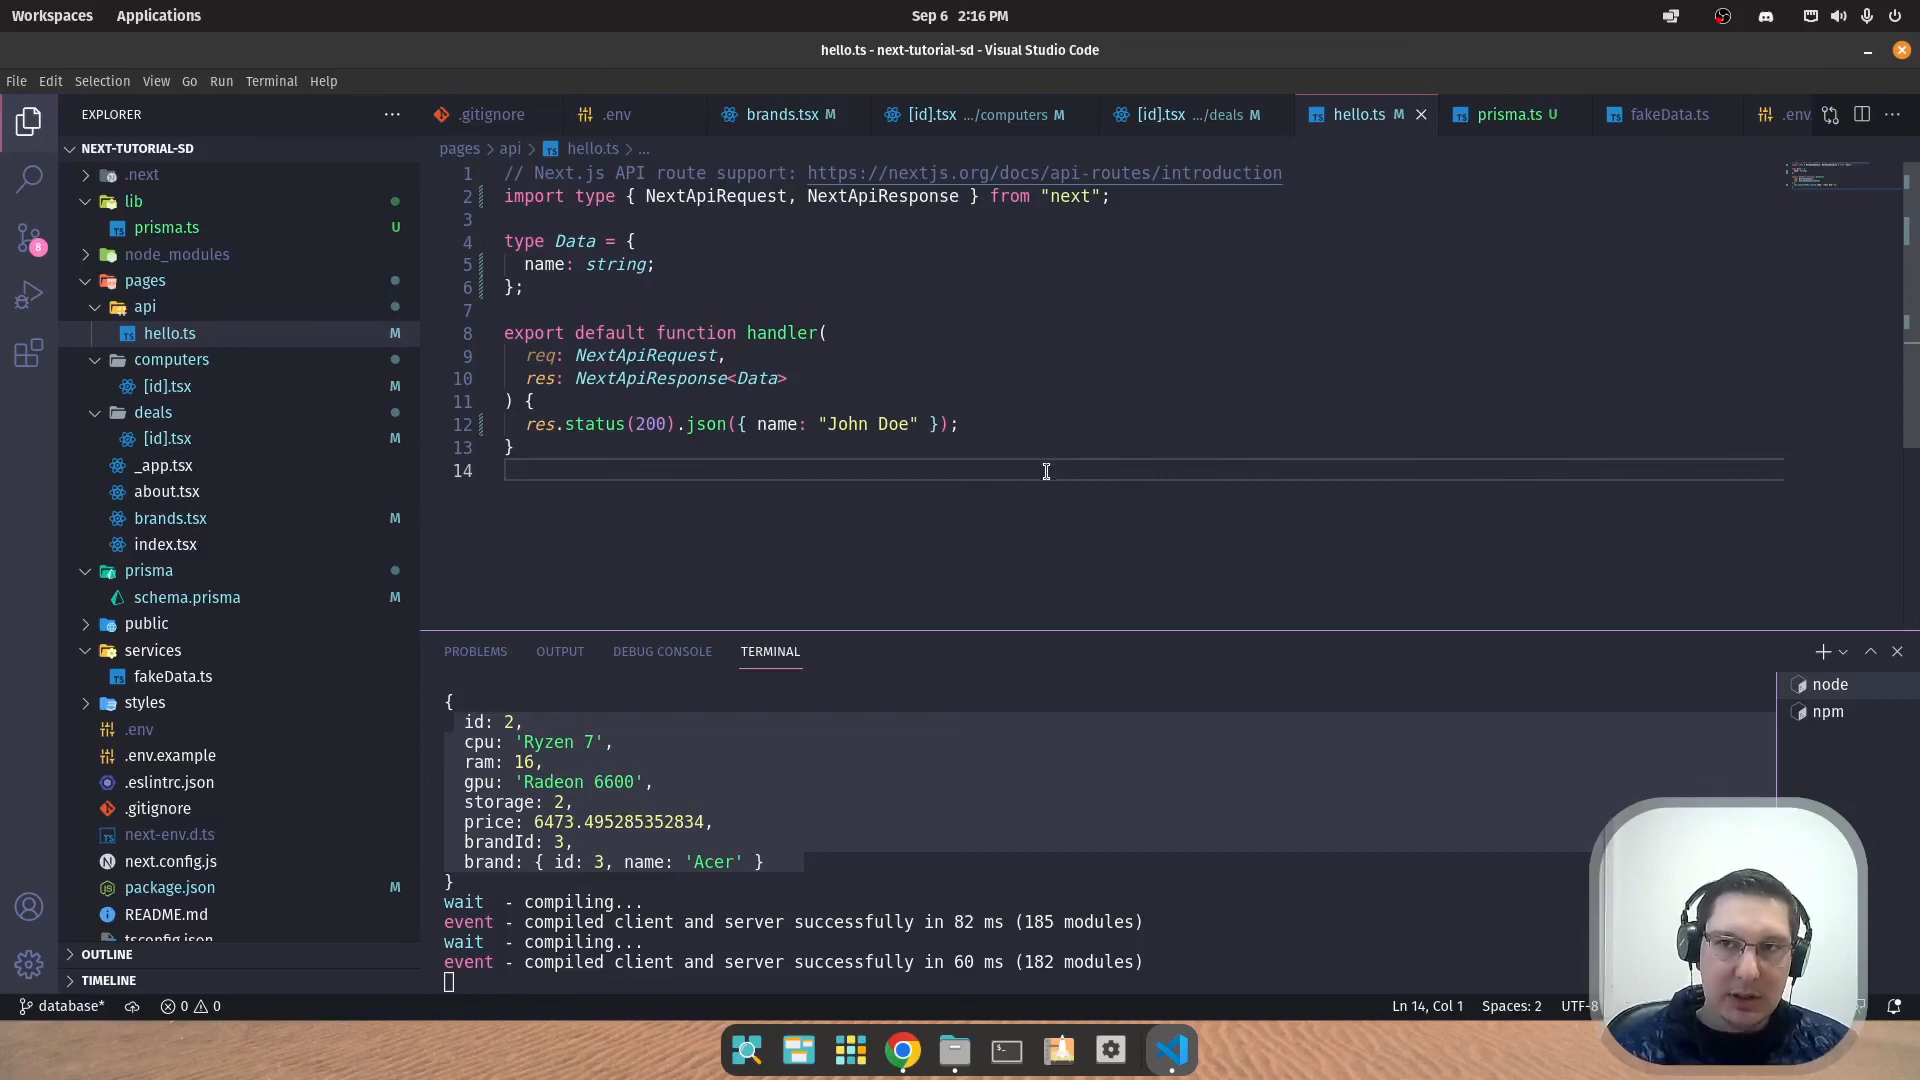 Workspaces Applications Sep 6 2:16 PM
hello.ts - next-tutorial-sd - Visual Studio Code
File Edit Selection View Go Run Terminal Help
EXPLORER
NEXT-TUTORIAL-SD
.next
lib
prisma.ts U
node_modules
pages
api
hello.ts M
computers
[id].tsx M
deals
[id].tsx M
_app.tsx
about.tsx
brands.tsx M
index.tsx
prisma
schema.prisma M
public
services
fakeData.ts
styles
.env
.env.example
.eslintrc.json
.gitignore
next-env.d.ts
next.config.js
package.json M
README.md
tsconfig.json
OUTLINE
TIMELINE
8
.gitignore .env brands.tsx M [id].tsx .../computers M [id].tsx .../deals M hello.ts M prisma.ts U fakeData.ts .env
pages > api > hello.ts > ...
1 // Next.js API route support: https://nextjs.org/docs/api-routes/introduction
2 import type { NextApiRequest, NextApiResponse } from "next";
3
4 type Data = {
5 name: string;
6 };
7
8 export default function handler(
9 req: NextApiRequest,
10 res: NextApiResponse<Data>
11 ) {
12 res.status(200).json({ name: "John Doe" });
13 }
14
PROBLEMS OUTPUT DEBUG CONSOLE TERMINAL
node
npm
{
id: 2,
cpu: 'Ryzen 7',
ram: 16,
gpu: 'Radeon 6600',
storage: 2,
price: 6473.495285352834,
brandId: 3,
brand: { id: 3, name: 'Acer' }
}
wait - compiling...
event - compiled client and server successfully in 82 ms (185 modules)
wait - compiling...
event - compiled client and server successfully in 60 ms (182 modules)
database* 0 0 Ln 14, Col 1 Spaces: 2 UTF-8